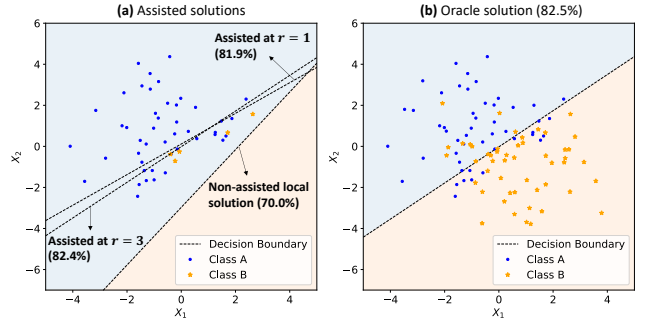 (a) Assisted solutions
6
4
2
0
−2
−4
−6
X₂
−4
−2
0
2
4
X₁
Assisted at r = 1
(81.9%)
Non-assisted local
solution (70.0%)
Assisted at r = 3
(82.4%)
Decision Boundary
Class A
Class B
(b) Oracle solution (82.5%)
6
4
2
0
−2
−4
−6
X₂
−4
−2
0
2
4
X₁
Decision Boundary
Class A
Class B